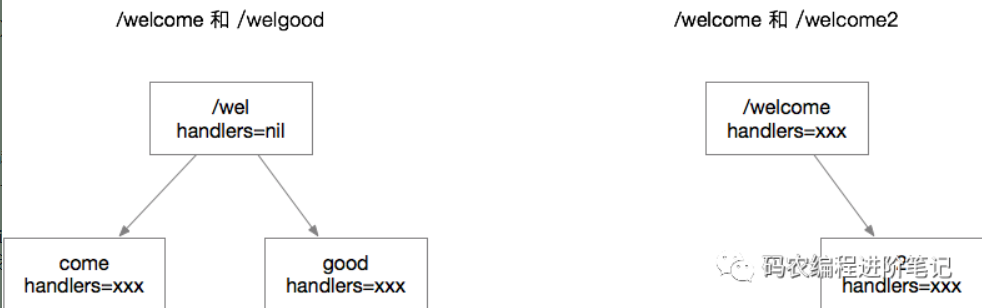 /welcome 和 /welgood
/welcome 和 /welcome2
/wel
handlers=nil
/welcome
handlers=xxx
come
handlers=xxx
good
handlers=xxx
2
handlers=xxx
码农编程进阶笔记